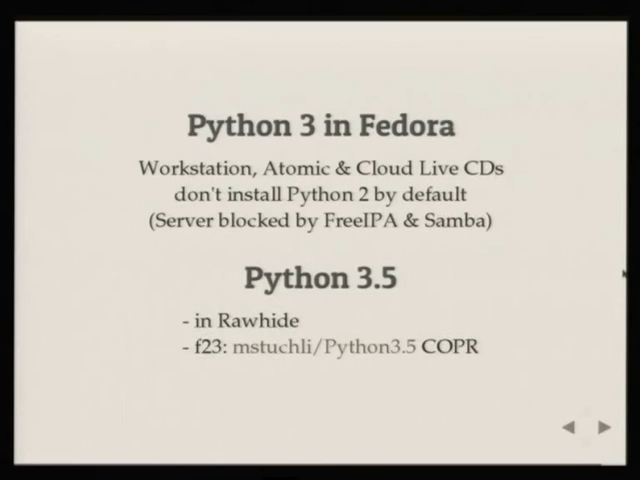 Python 3 in Fedora
Workstation, Atomic & Cloud Live CDs
don't install Python 2 by default
(Server blocked by FreeIPA & Samba)
Python 3.5
- in Rawhide
- f23: mstuchli/Python3.5 COPR